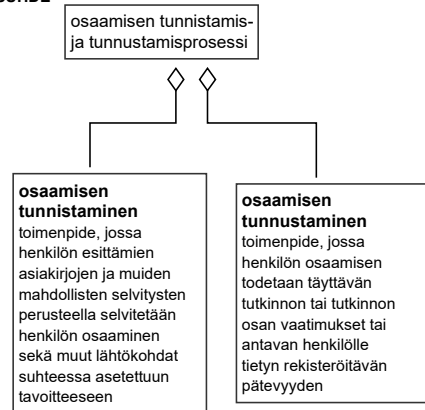 osaamisen tunnistamis-
ja tunnustamisprosessi
osaamisen
tunnistaminen
toimenpide, jossa
henkilön esittämien
asiakirjojen ja muiden
mahdollisten selvitysten
perusteella selvitetään
henkilön osaaminen
sekä muut lähtökohdat
suhteessa asetettuun
tavoitteeseen
osaamisen
tunnustaminen
toimenpide, jossa
henkilön osaamisen
todetaan täyttävän
tutkinnon tai tutkinnon
osan vaatimukset tai
antavan henkilölle
tietyn rekisteröitävän
pätevyyden